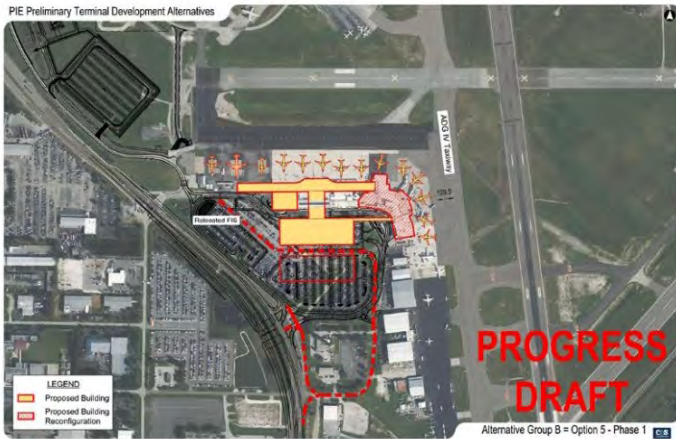 PIE Preliminary Terminal Development Alternatives
ADG IV Taxiway
Relocated FIS
LEGEND
Proposed Building
Proposed Building
Reconfiguration
PROGRESS
DRAFT
Alternative Group B = Option 5 - Phase 1